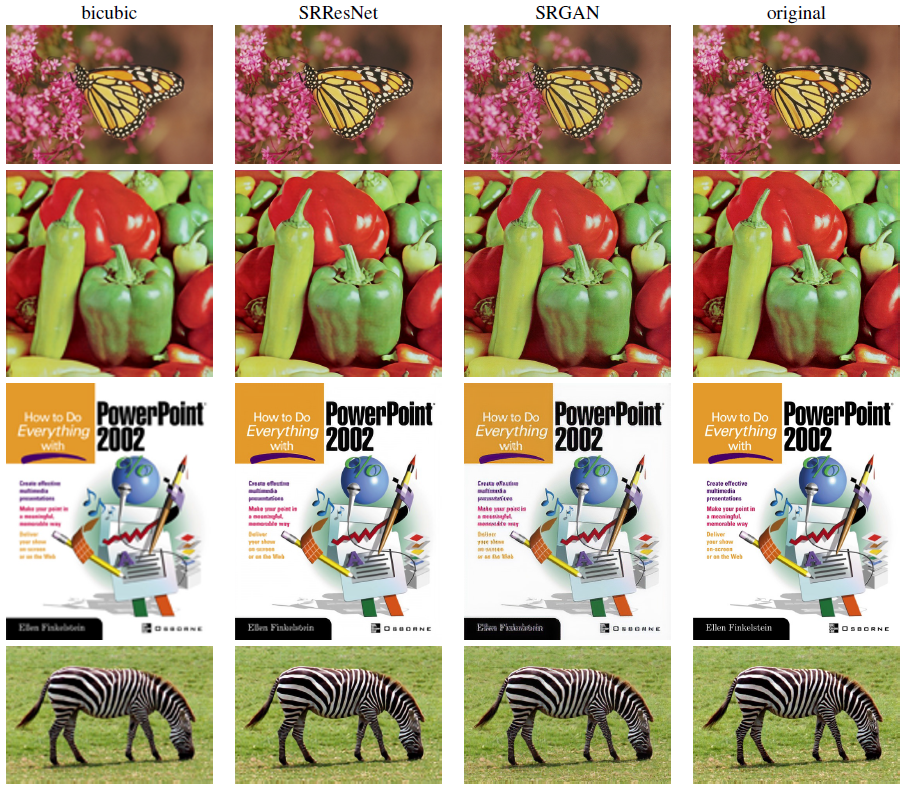 bicubic SRResNet SRGAN original
How to Do
Everything
with
PowerPoint
2002
Create effective
multimedia
presentations
Make your point in
a meaningful,
memorable way
Deliver
your show
on-screen
or on the Web
Ellen Finkelstein
OSBORNE
How to Do
Everything
with
PowerPoint
2002
Create effective
multimedia
presentations
Make your point in
a meaningful,
memorable way
Deliver
your show
on-screen
or on the Web
Ellen Finkelstein
OSBORNE
How to Do
Everything
with
PowerPoint
2002
Create effective
multimedia
presentations
Make your point in
a meaningful,
memorable way
Deliver
your show
on-screen
or on the Web
Ellen Finkelstein
OSBORNE
How to Do
Everything
with
PowerPoint
2002
Create effective
multimedia
presentations
Make your point in
a meaningful,
memorable way
Deliver
your show
on-screen
or on the Web
Ellen Finkelstein
OSBORNE